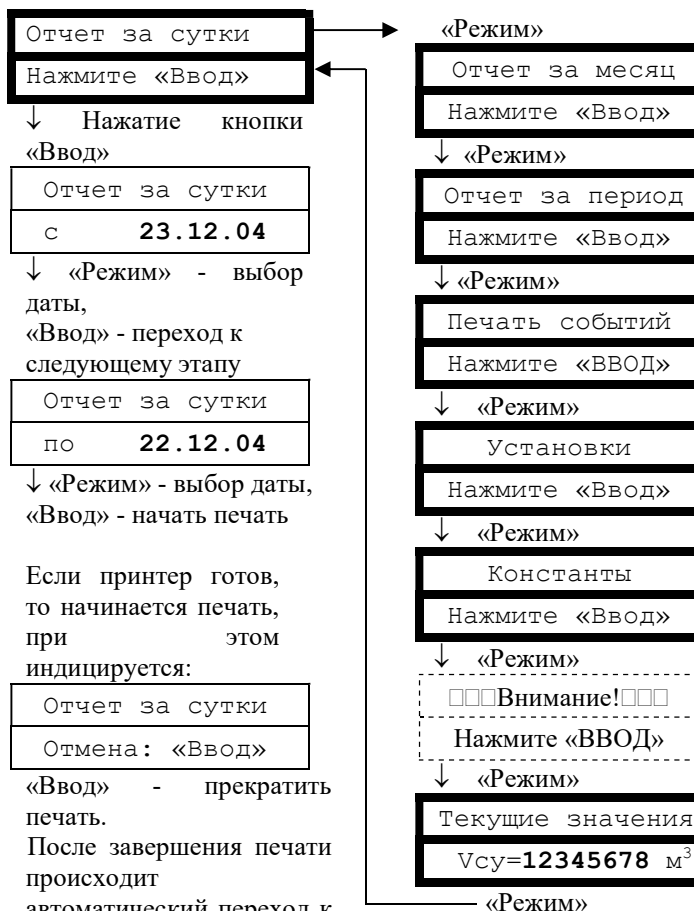 Отчет за сутки
Нажмите «Ввод»
↓ Нажатие кнопки
«Ввод»
Отчет за сутки
с 23.12.04
↓ «Режим» - выбор
даты,
«Ввод» - переход к
следующему этапу
Отчет за сутки
по 22.12.04
↓ «Режим» - выбор даты,
«Ввод» - начать печать
Если принтер готов,
то начинается печать,
при этом
индицируется:
Отчет за сутки
Отмена: «Ввод»
«Ввод» - прекратить
печать.
После завершения печати
происходит
автоматический переход к
«Режим»
Отчет за месяц
Нажмите «Ввод»
↓ «Режим»
Отчет за период
Нажмите «Ввод»
↓ «Режим»
Печать событий
Нажмите «ВВОД»
↓ «Режим»
Установки
Нажмите «Ввод»
↓ «Режим»
Константы
Нажмите «Ввод»
↓ «Режим»
□□□Внимание!□□□
Нажмите «ВВОД»
↓ «Режим»
Текущие значения
Vсу=12345678 м³
«Режим»